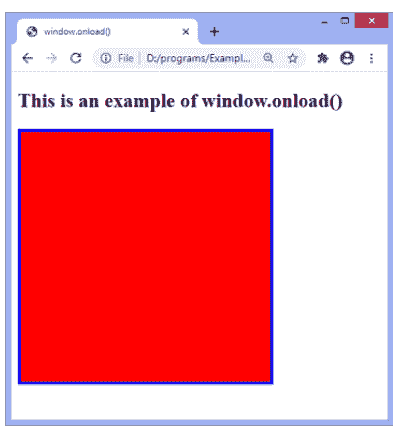 window.onload()
File | D:/programs/Exampl...
This is an example of window.onload()